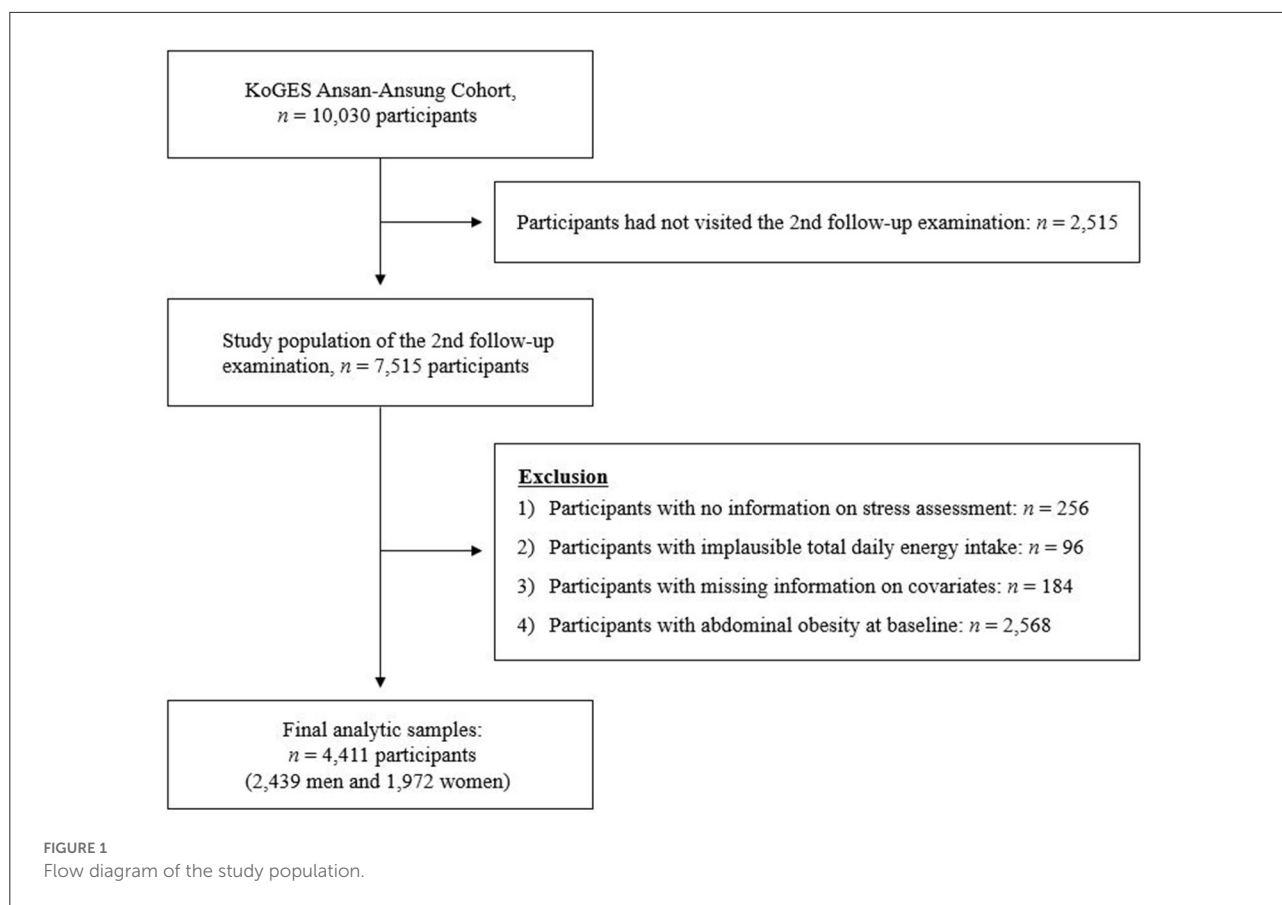 KoGES Ansan-Ansung Cohort,
n = 10,030 participants
Participants had not visited the 2nd follow-up examination: n = 2,515
Study population of the 2nd follow-up
examination, n = 7,515 participants
Exclusion
1) Participants with no information on stress assessment: n = 256
2) Participants with implausible total daily energy intake: n = 96
3) Participants with missing information on covariates: n = 184
4) Participants with abdominal obesity at baseline: n = 2,568
Final analytic samples:
n = 4,411 participants
(2,439 men and 1,972 women)
FIGURE 1
Flow diagram of the study population.